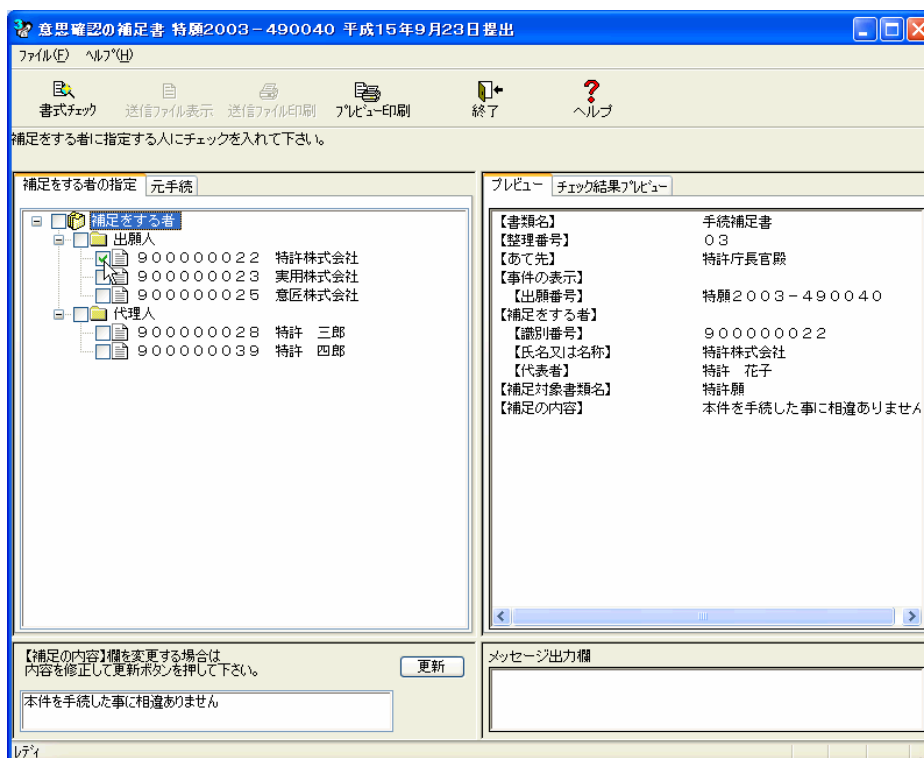 意思確認の補足書 特願2003-490040 平成15年9月23日提出
ファイル(F) ヘルプ(H)
書式チェック 送信ファイル表示 送信ファイル印刷 プレビュー印刷 終了 ヘルプ
補足をする者に指定する人にチェックを入れて下さい。
補足をする者の指定 元手続
補足をする者
出願人
900000022 特許株式会社
900000023 実用株式会社
900000025 意匠株式会社
代理人
900000028 特許 三郎
900000039 特許 四郎
【補足の内容】欄を変更する場合は
内容を修正して更新ボタンを押して下さい。
更新
本件を手続した事に相違ありません
プレビュー チェック結果プレビュー
【書類名】 手続補足書
【整理番号】 03
【あて先】 特許庁長官殿
【事件の表示】
【出願番号】 特願2003-490040
【補足をする者】
【識別番号】 900000022
【氏名又は名称】 特許株式会社
【代表者】 特許 花子
【補足対象書類名】 特許願
【補足の内容】 本件を手続した事に相違ありません
メッセージ出力欄
レディ